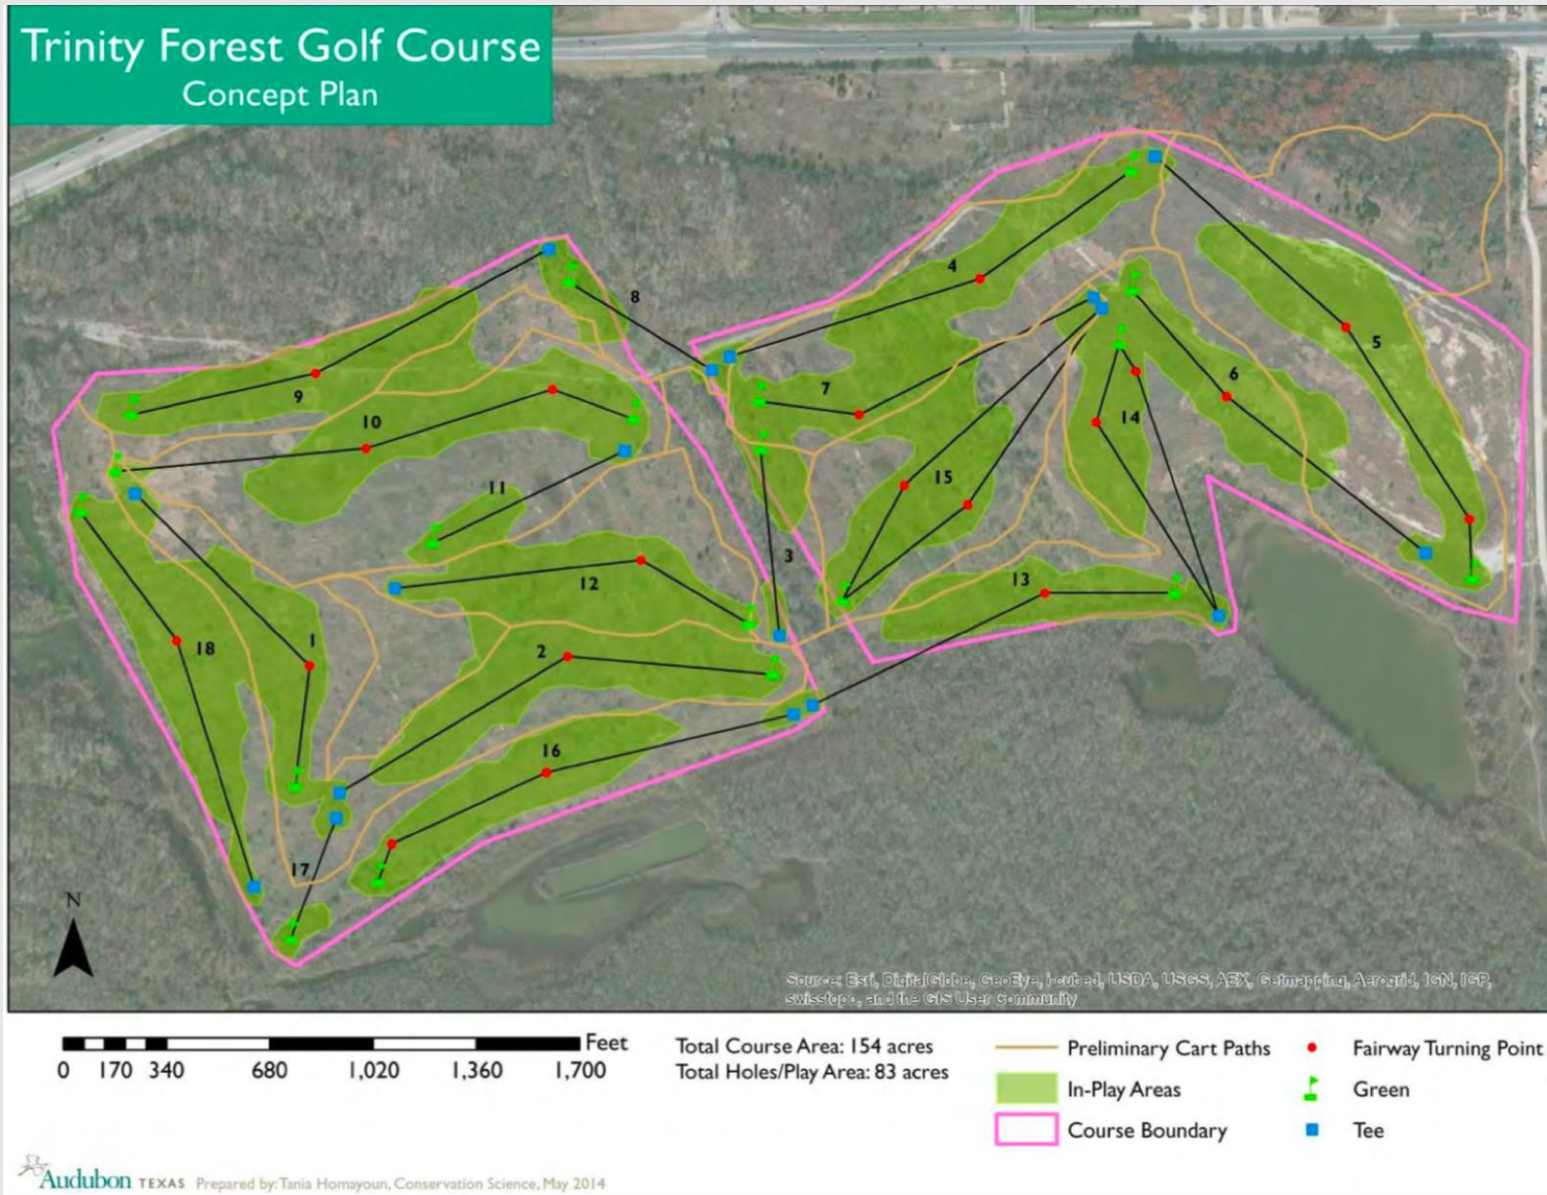 Trinity Forest Golf Course
Concept Plan
4
8
5
7
6
9
10
14
11
15
3
13
12
18
1
2
16
17
N
Source: Esri, DigitalGlobe, GeoEye, i-cubed, USDA, USGS, AEX, Getmapping, Aerogrid, IGN, IGP,
swisstopo, and the GIS User Community
Feet
0 170 340 680 1,020 1,360 1,700
Total Course Area: 154 acres
Total Holes/Play Area: 83 acres
Preliminary Cart Paths
In-Play Areas
Course Boundary
Fairway Turning Point
Green
Tee
Audubon TEXAS Prepared by: Tania Homayoun, Conservation Science, May 2014